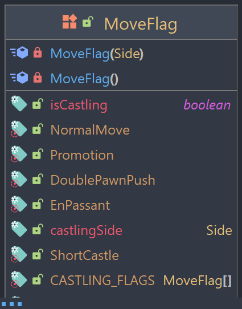 MoveFlag
MoveFlag(Side)
MoveFlag()
isCastling boolean
NormalMove
Promotion
DoublePawnPush
EnPassant
castlingSide Side
ShortCastle
CASTLING_FLAGS MoveFlag[]